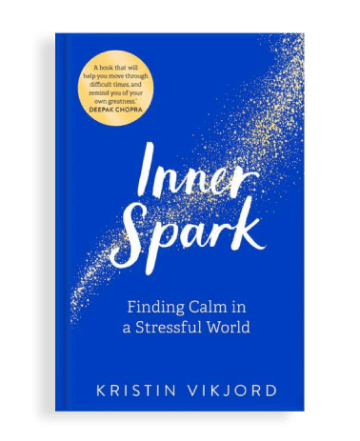 A book that will
help you move through
difficult times and
remind you of your
own greatness.'
DEEPAK CHOPRA
Inner
Spark
Finding Calm in
a Stressful World
KRISTIN VIKJORD